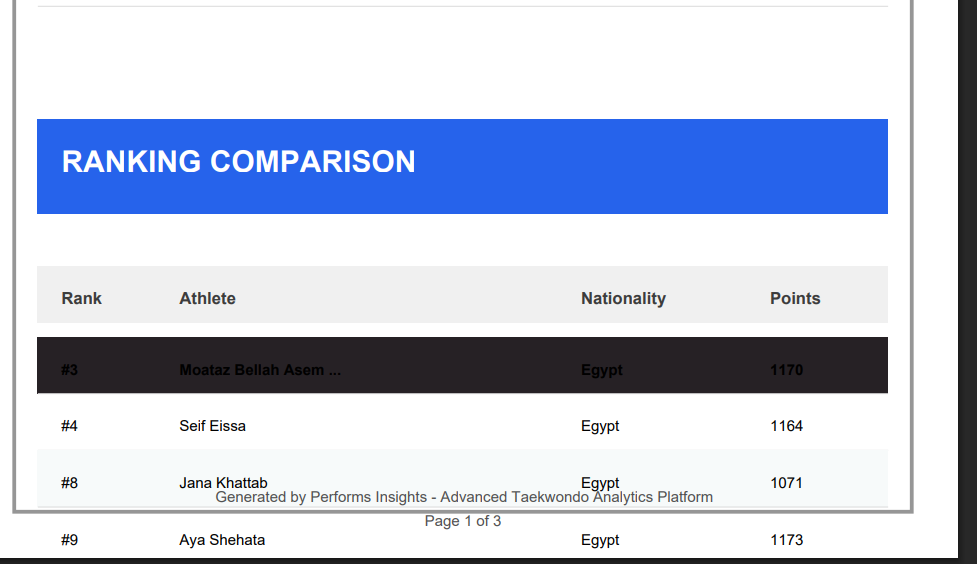 RANKING COMPARISON
Rank Athlete Nationality Points
#3 Moataz Bellah Asem ... Egypt 1170
#4 Seif Eissa Egypt 1164
#8 Jana Khattab Egypt 1071
Generated by Performs Insights - Advanced Taekwondo Analytics Platform
Page 1 of 3
#9 Aya Shehata Egypt 1173